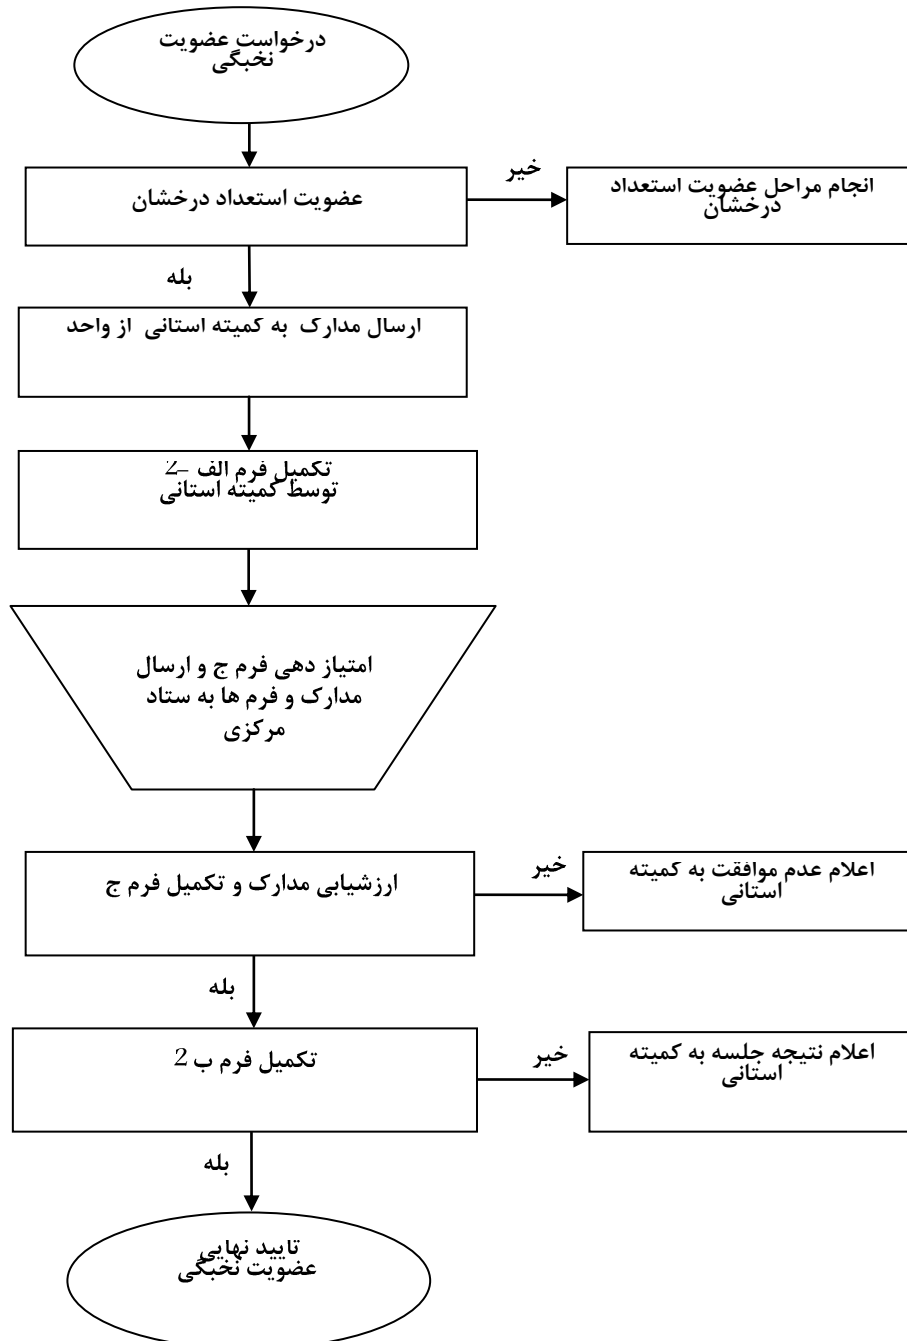 درخواست عضویت
نخبگی
عضویت استعداد درخشان
خیر
انجام مراحل عضویت استعداد
درخشان
بله
ارسال مدارک به کمیته استانی از واحد
تکمیل فرم الف –2
توسط کمیته استانی
امتیاز دهی فرم ج و ارسال
مدارک و فرم ها به ستاد
مرکزی
ارزشیابی مدارک و تکمیل فرم ج
خیر
اعلام عدم موافقت به کمیته
استانی
بله
تکمیل فرم ب 2
خیر
اعلام نتیجه جلسه به کمیته
استانی
بله
تایید نهایی
عضویت نخبگی